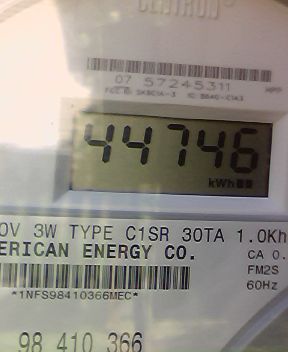 CENTRON®
07 57245311
44746
kWh
0V 3W TYPE C1SR 30TA 1.0Kh
ERICAN ENERGY CO.
CA 0.
FM2S
*1NFS98410366MEC*
60Hz
98 410 366